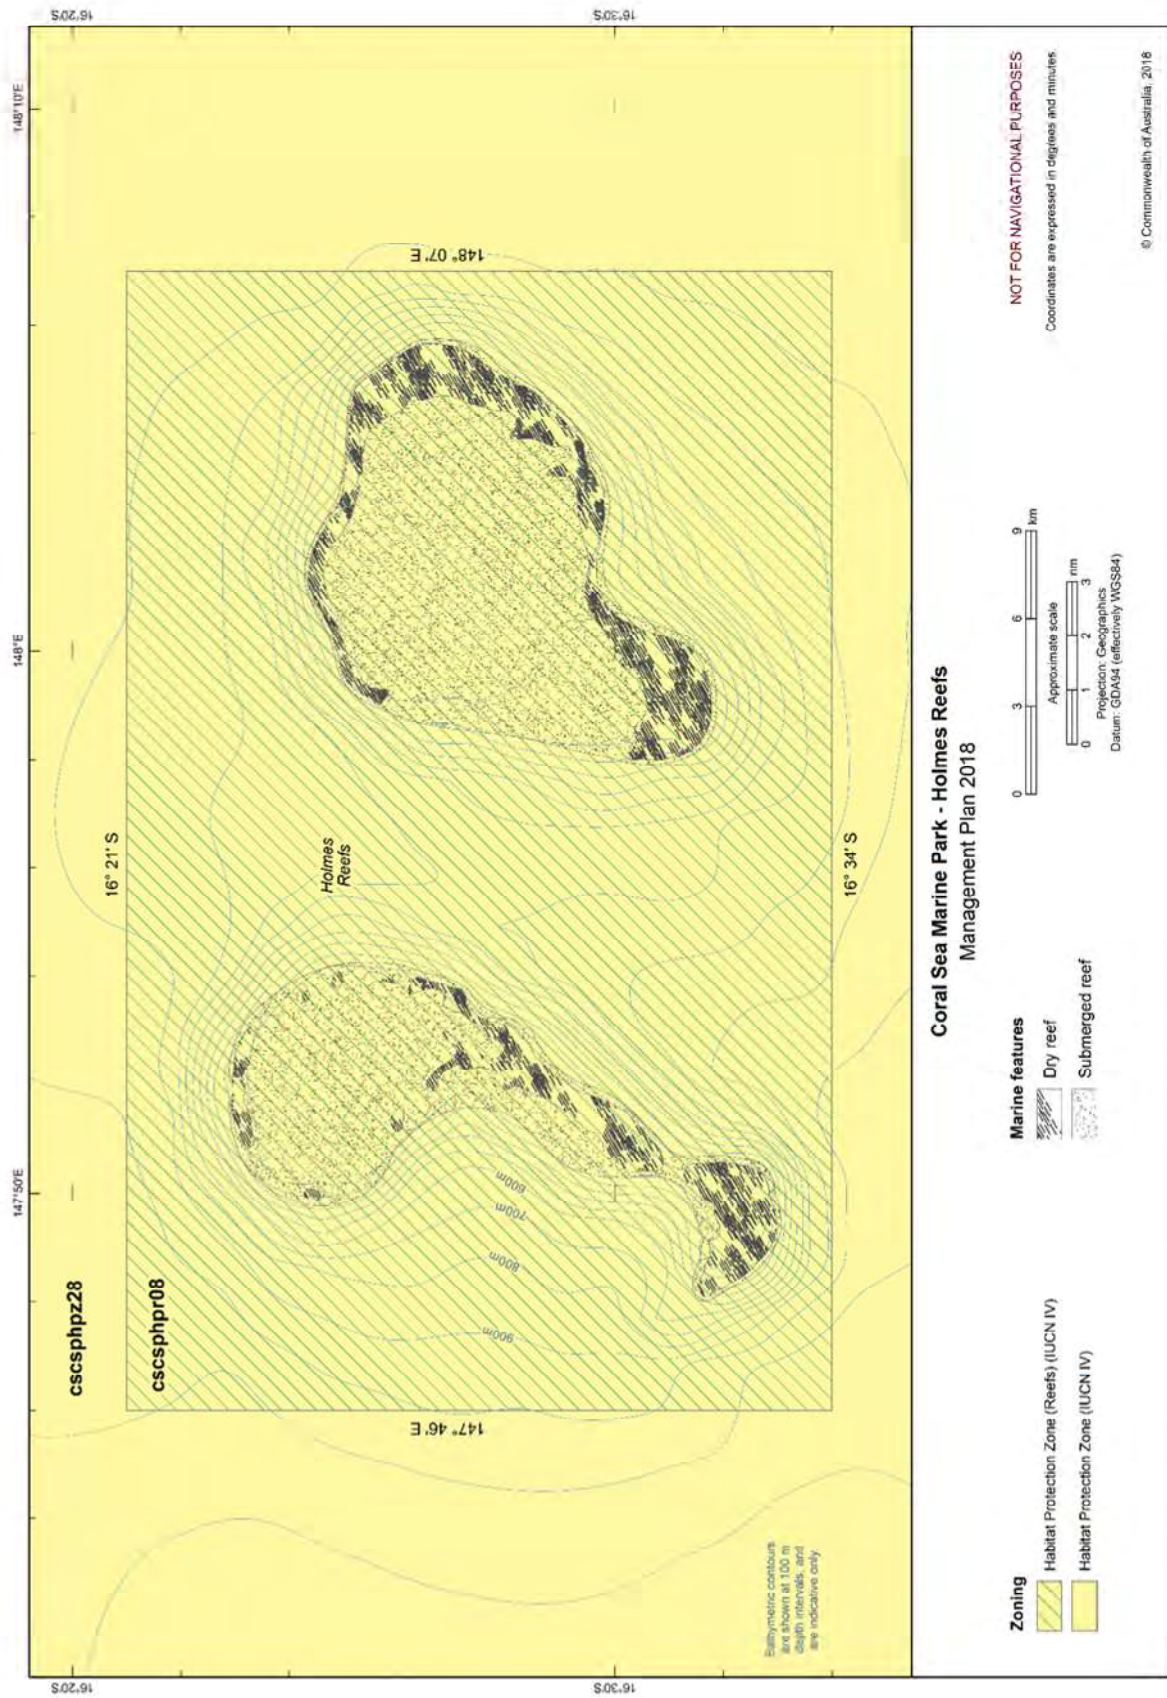 147°50'E
148°E
148°10'E
16°20'S
16°20'S
cscsphpz28
16° 21' S
cscsphpr08
Holmes
Reefs
147° 46' E
148° 07' E
600m
700m
800m
900m
16°30'S
16°30'S
Bathymetric contours
are shown at 100 m
depth intervals, and
are indicative only
16° 34' S
Coral Sea Marine Park - Holmes Reefs
Management Plan 2018
Zoning
Habitat Protection Zone (Reefs) (IUCN IV)
Habitat Protection Zone (IUCN IV)
Marine features
Dry reef
Submerged reef
0 3 6 9
km
Approximate scale
nm
0 1 2 3
Projection: Geographics
Datum: GDA94 (effectively WGS84)
NOT FOR NAVIGATIONAL PURPOSES
Coordinates are expressed in degrees and minutes
© Commonwealth of Australia, 2018